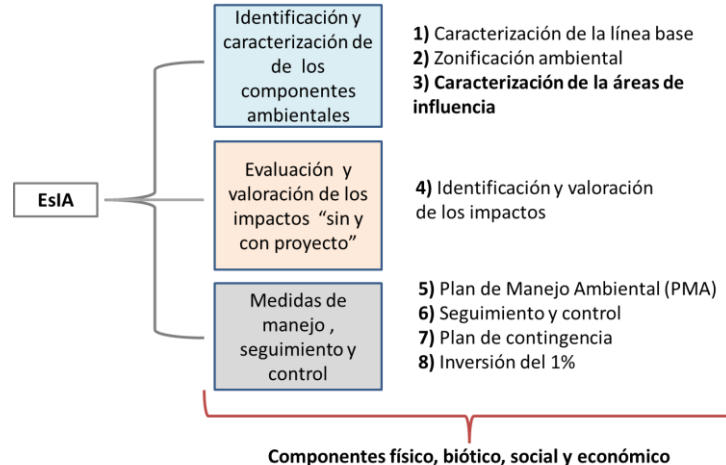 Identificación y
caracterización de
de los
componentes
ambientales
1) Caracterización de la línea base
2) Zonificación ambiental
3) Caracterización de la áreas de
influencia
EsIA
Evaluación y
valoración de los
impactos “sin y
con proyecto”
4) Identificación y valoración
de los impactos
Medidas de
manejo ,
seguimiento y
control
5) Plan de Manejo Ambiental (PMA)
6) Seguimiento y control
7) Plan de contingencia
8) Inversión del 1%
Componentes físico, biótico, social y económico